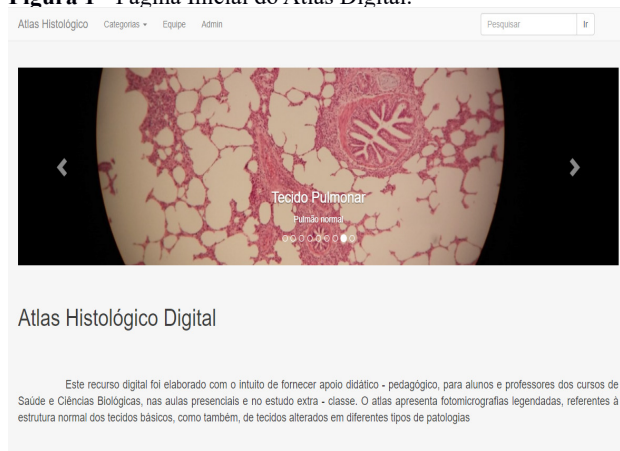 Figura 1 - Página Inicial do Atlas Digital.
Atlas Histológico Categorias Equipe Admin Pesquisar Ir
Tecido Pulmonar
Pulmão normal
Atlas Histológico Digital
Este recurso digital foi elaborado com o intuito de fornecer apoio didático - pedagógico, para alunos e professores dos cursos de
Saúde e Ciências Biológicas, nas aulas presenciais e no estudo extra - classe. O atlas apresenta fotomicrografias legendadas, referentes à
estrutura normal dos tecidos básicos, como também, de tecidos alterados em diferentes tipos de patologias